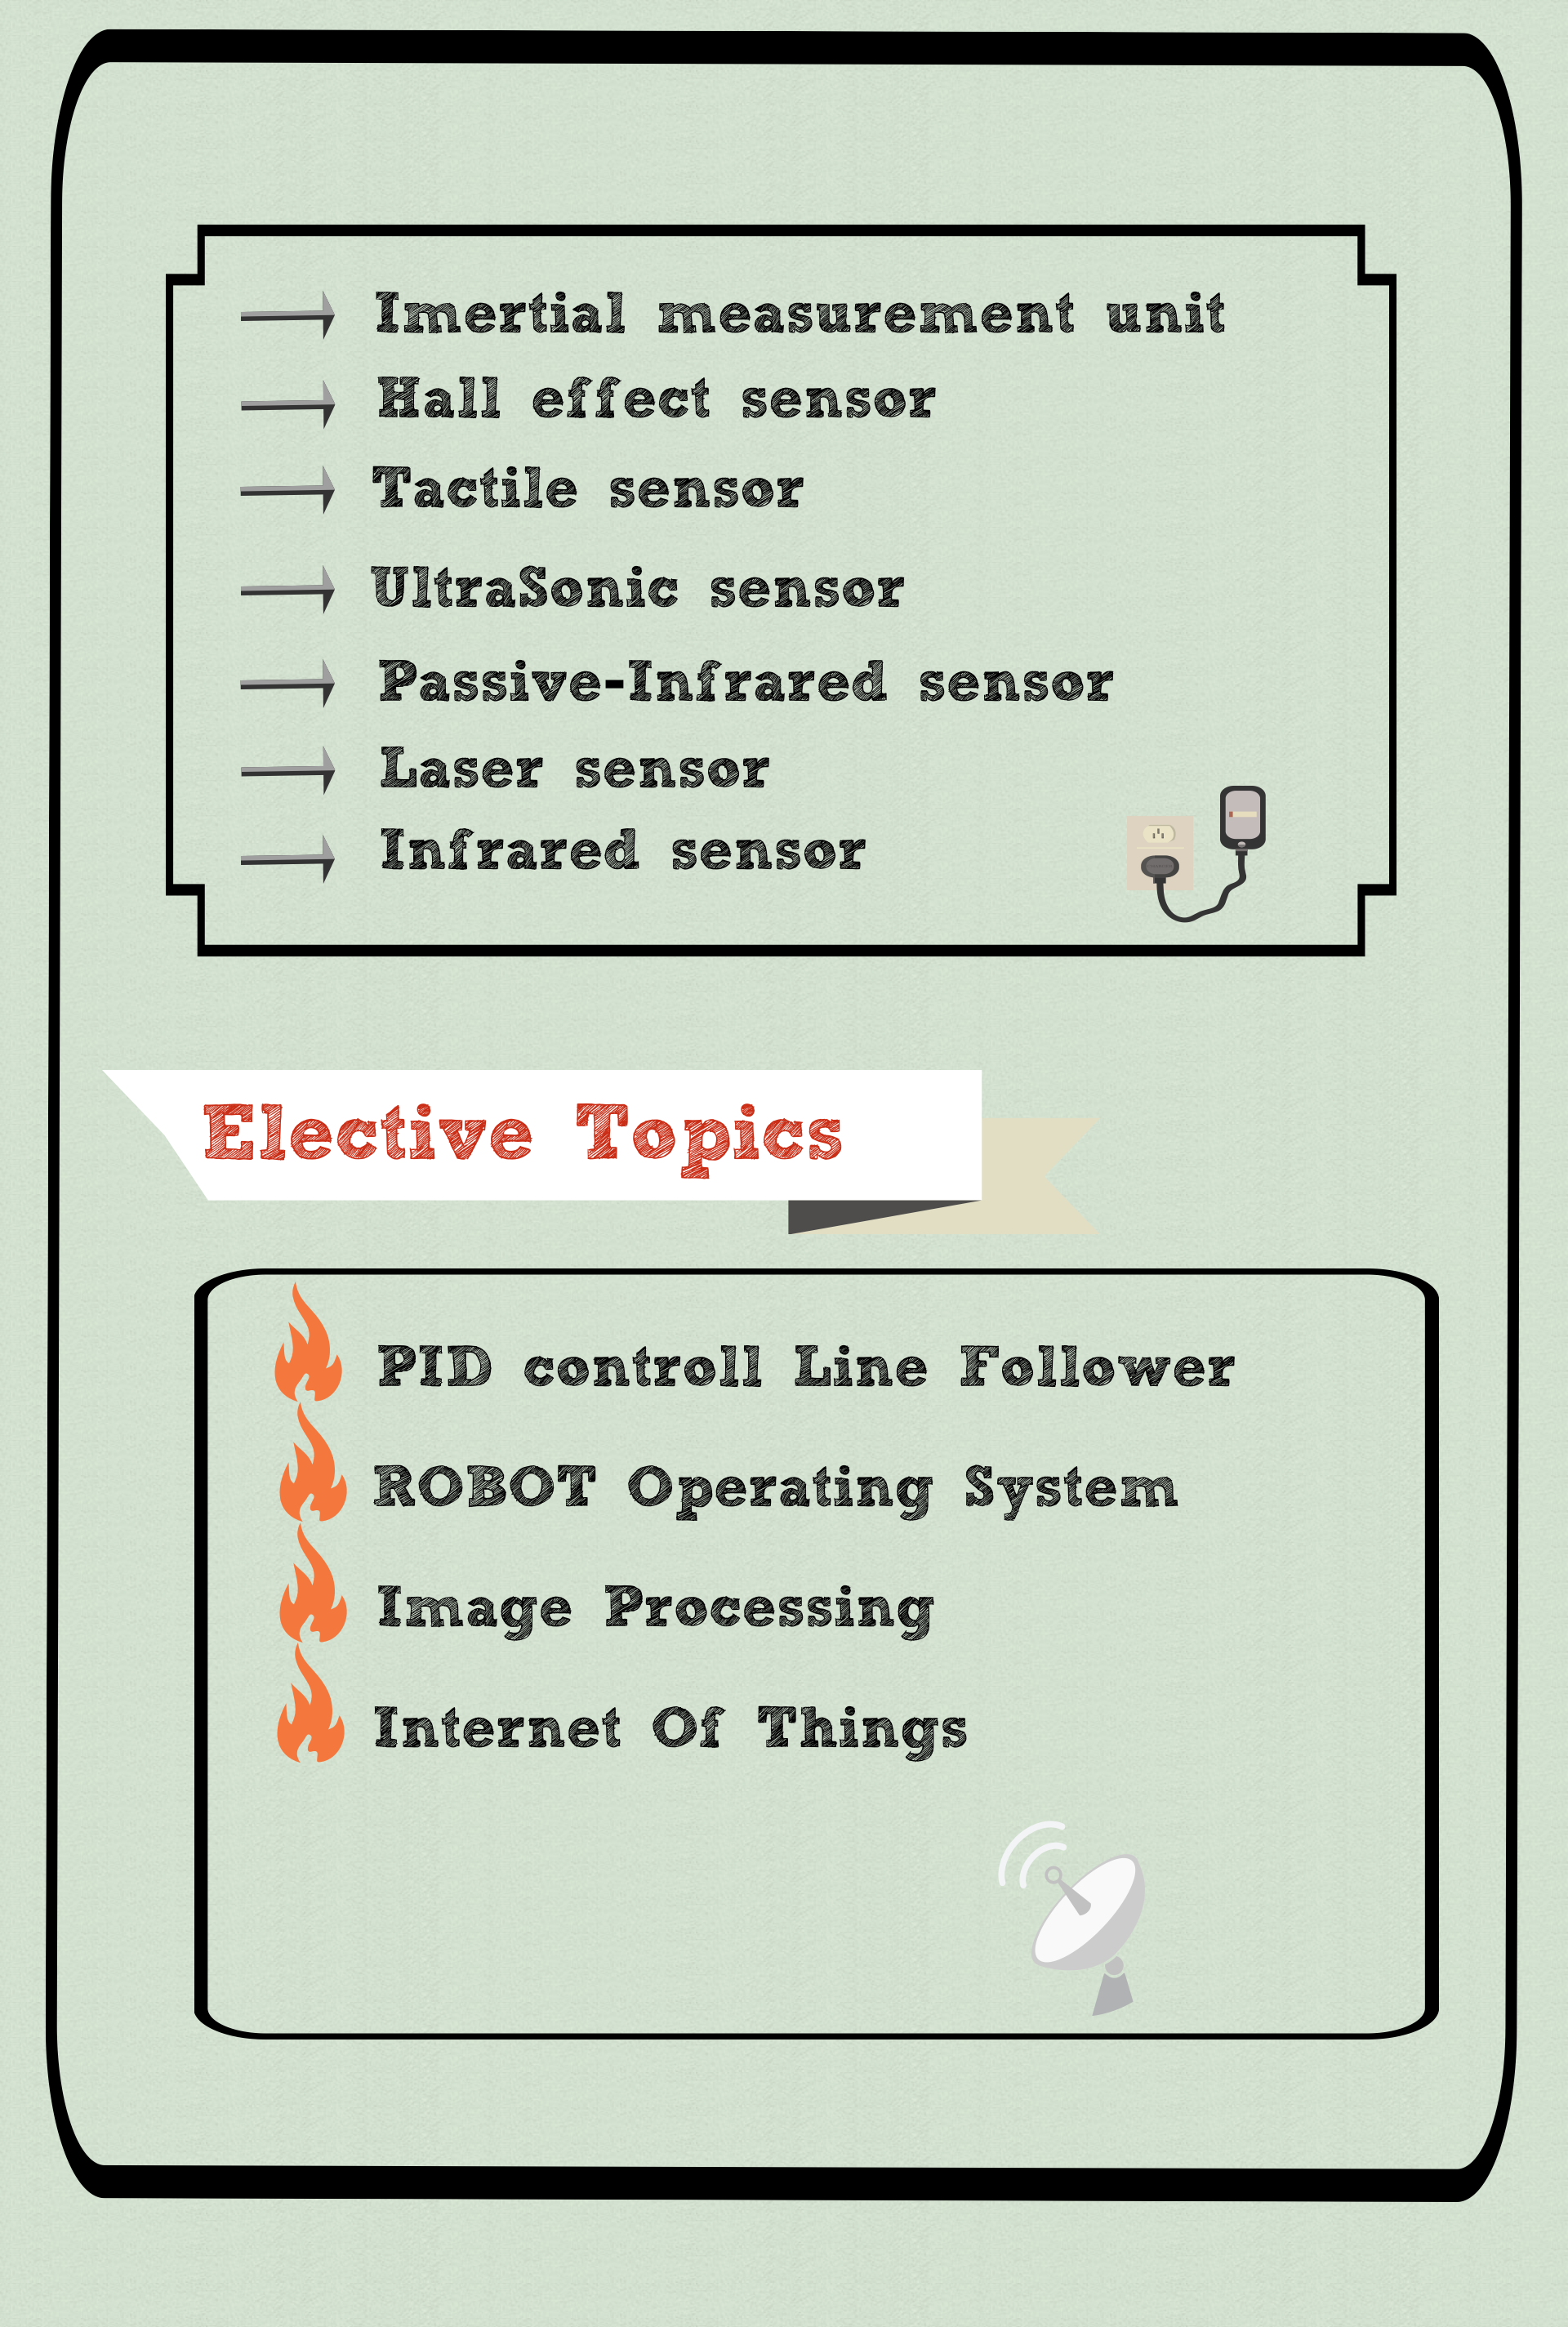 Imertial measurement unit
Hall effect sensor
Tactile sensor
UltraSonic sensor
Passive-Infrared sensor
Laser sensor
Infrared sensor
Elective Topics
PID controll Line Follower
ROBOT Operating System
Image Processing
Internet Of Things